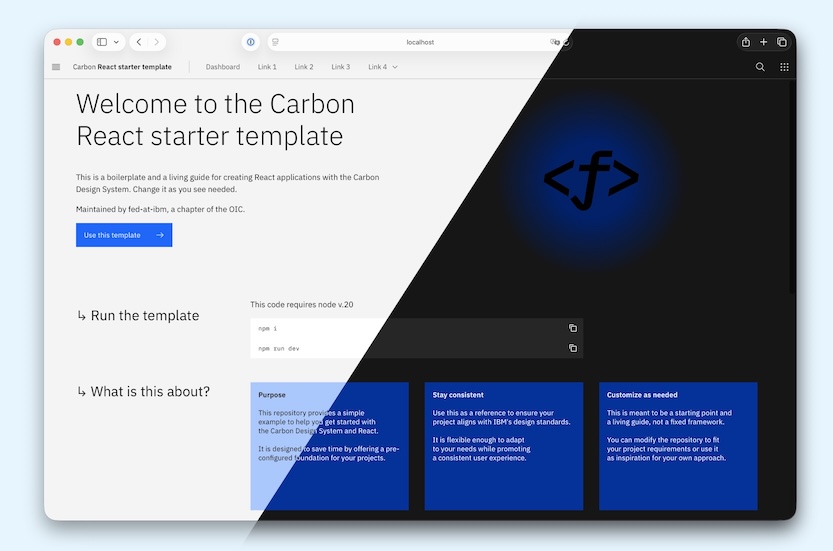 localhost
Carbon React starter template
Dashboard
Link 1
Link 2
Link 3
Link 4
Welcome to the Carbon
React starter template
<ƒ>
This is a boilerplate and a living guide for creating React applications with the Carbon
Design System. Change it as you see needed.
Maintained by fed-at-ibm, a chapter of the OIC.
Use this template →
↳ Run the template
This code requires node v.20
npm i
npm run dev
↳ What is this about?
Purpose
This repository provides a simple
example to help you get started with
the Carbon Design System and React.
It is designed to save time by offering a pre-
configured foundation for your projects.
Stay consistent
Use this as a reference to ensure your
project aligns with IBM's design standards.
It is flexible enough to adapt
to your needs while promoting
a consistent user experience.
Customize as needed
This is meant to be a starting point and
a living guide, not a fixed framework.
You can modify the repository to fit
your project requirements or use it
as inspiration for your own approach.